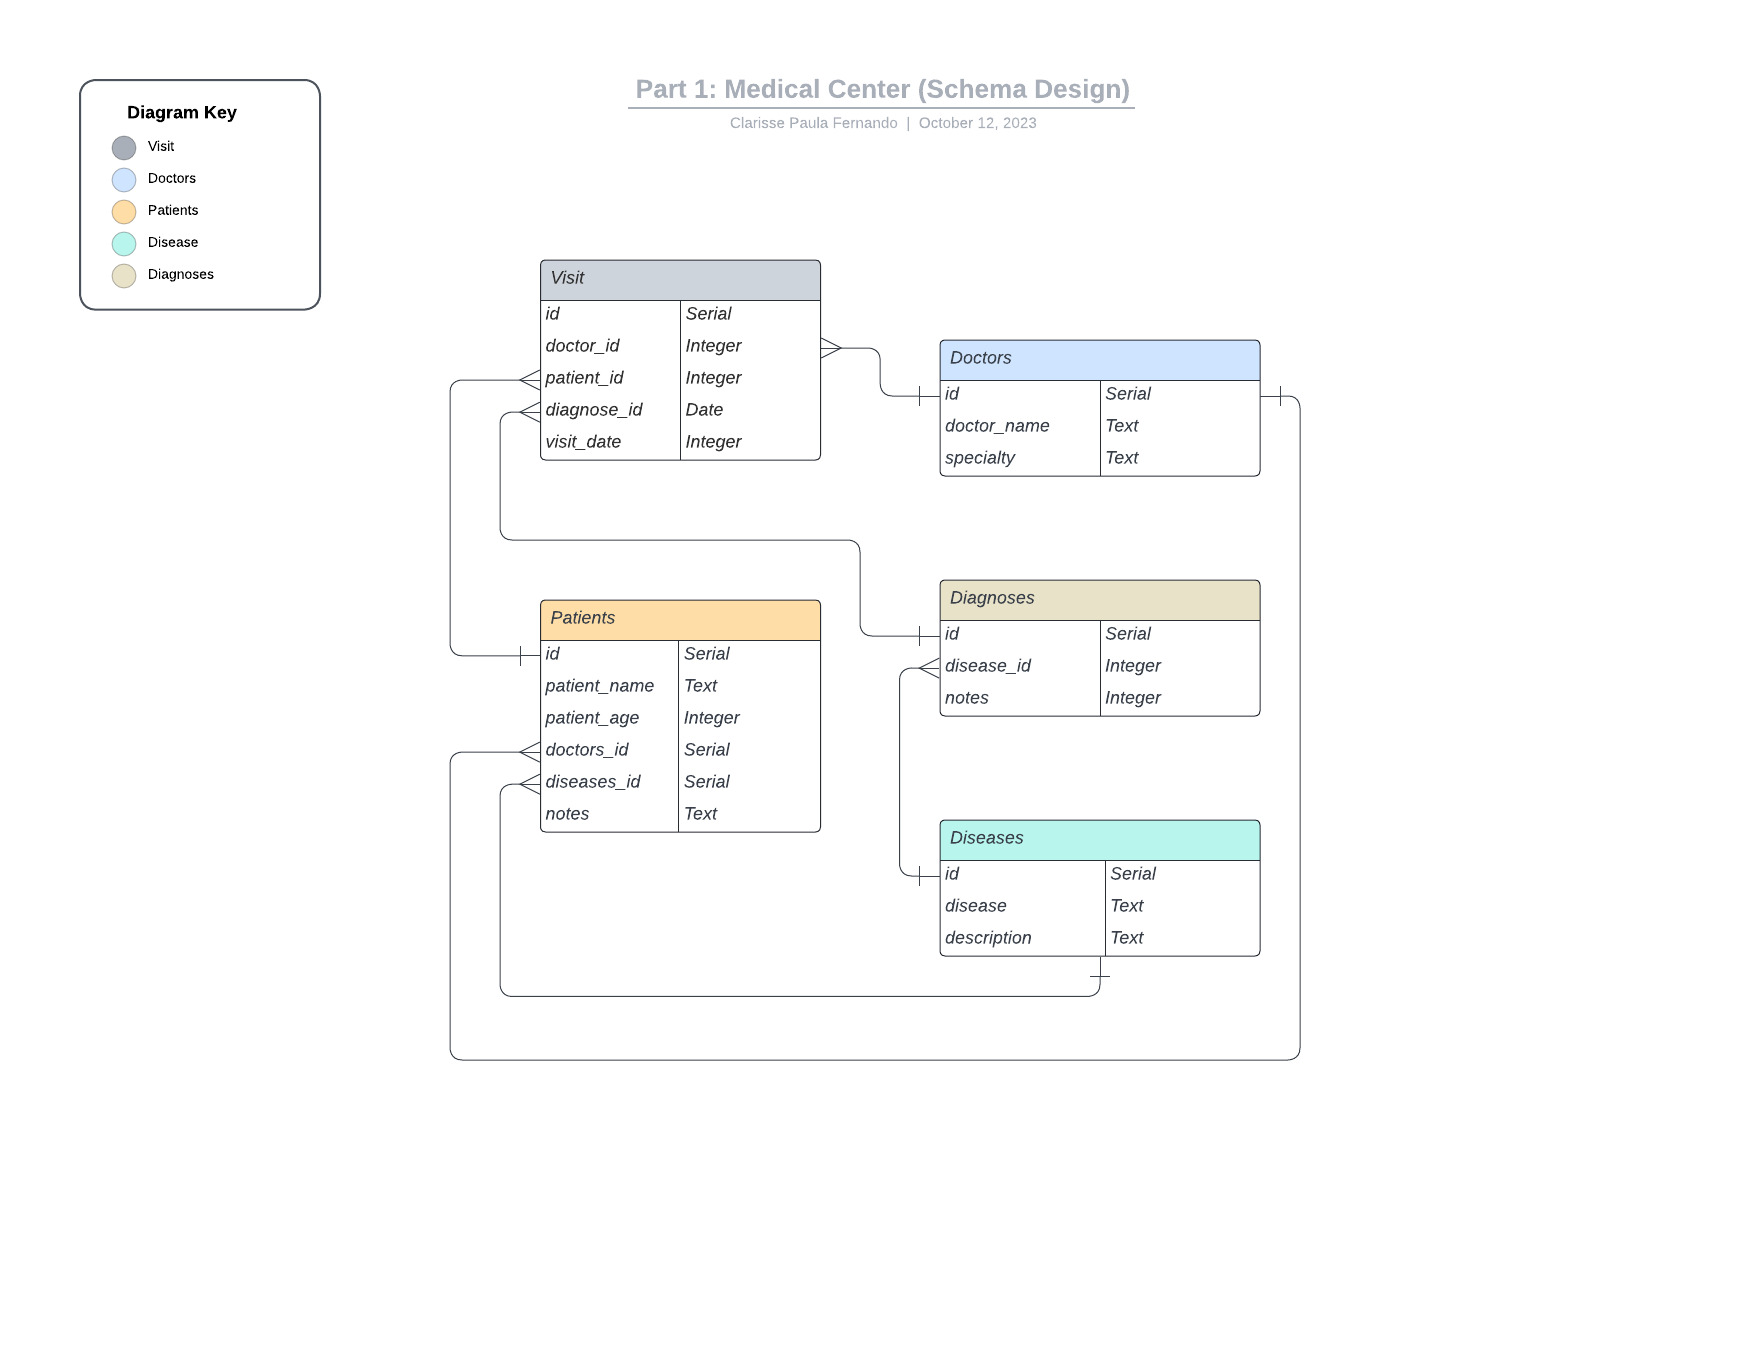 Part 1: Medical Center (Schema Design)
Clarisse Paula Fernando | October 12, 2023
Diagram Key
Visit
Doctors
Patients
Disease
Diagnoses
Visit
id Serial
doctor_id Integer
patient_id Integer
diagnose_id Date
visit_date Integer
Doctors
id Serial
doctor_name Text
specialty Text
Patients
id Serial
patient_name Text
patient_age Integer
doctors_id Serial
diseases_id Serial
notes Text
Diagnoses
id Serial
disease_id Integer
notes Integer
Diseases
id Serial
disease Text
description Text